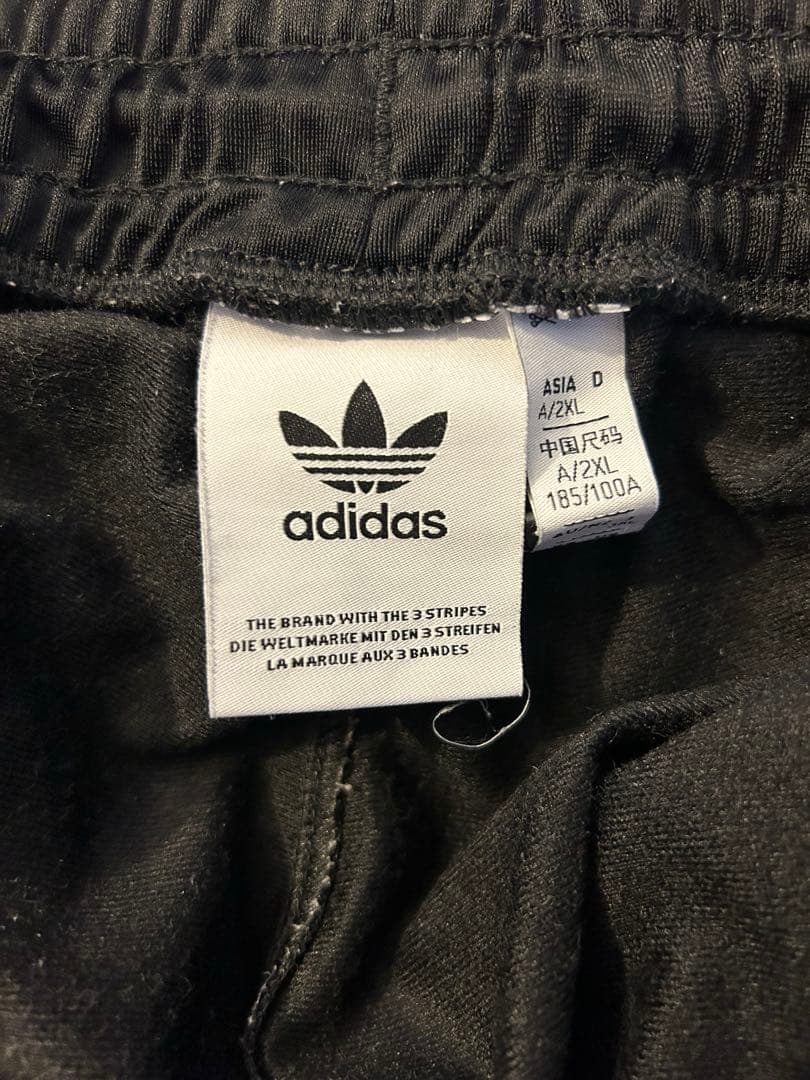 adidas
THE BRAND WITH THE 3 STRIPES
DIE WELTMARKE MIT DEN 3 STREIFEN
LA MARQUE AUX 3 BANDES
ASIA D
A/2XL
中国尺码
A/2XL
185/100A